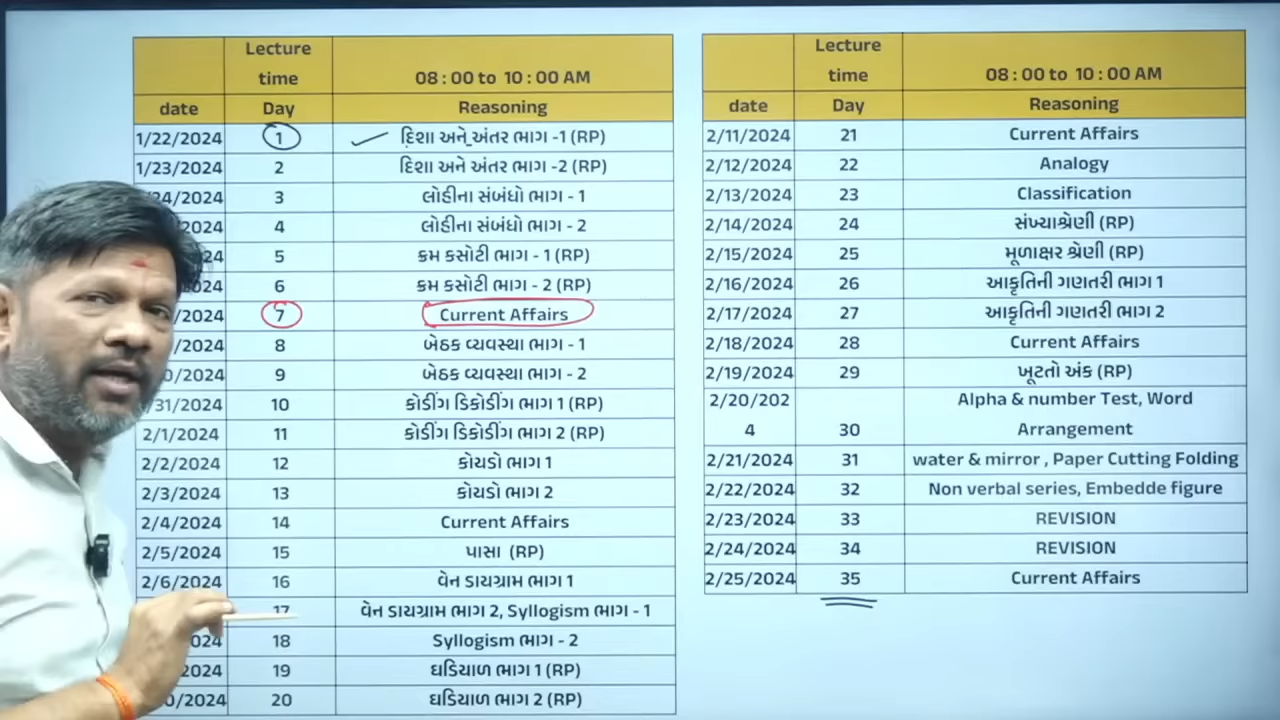 Lecture
time 08 : 00 to 10 : 00 AM
date Day Reasoning
1/22/2024 1 દિશા અને અંતર ભાગ -1 (RP)
1/23/2024 2 દિશા અને અંતર ભાગ -2 (RP)
24/2024 3 લોહીના સંબંધો ભાગ - 1
/2024 4 લોહીના સંબંધો ભાગ - 2
24 5 ક્રમ કસોટી ભાગ - 1 (RP)
2024 6 ક્રમ કસોટી ભાગ - 2 (RP)
/2024 7 Current Affairs
/2024 8 બેઠક વ્યવસ્થા ભાગ - 1
0/2024 9 બેઠક વ્યવસ્થા ભાગ - 2
/31/2024 10 કોડીંગ ડિકોડીંગ ભાગ 1 (RP)
2/1/2024 11 કોડીંગ ડિકોડીંગ ભાગ 2 (RP)
2/2/2024 12 કોયડો ભાગ 1
2/3/2024 13 કોયડો ભાગ 2
2/4/2024 14 Current Affairs
2/5/2024 15 પાસા (RP)
2/6/2024 16 વેન ડાયગ્રામ ભાગ 1
17 વેન ડાયગ્રામ ભાગ 2, Syllogism ભાગ - 1
024 18 Syllogism ભાગ - 2
2024 19 ઘડિયાળ ભાગ 1 (RP)
0/2024 20 ઘડિયાળ ભાગ 2 (RP)
Lecture
time 08 : 00 to 10 : 00 AM
date Day Reasoning
2/11/2024 21 Current Affairs
2/12/2024 22 Analogy
2/13/2024 23 Classification
2/14/2024 24 સંખ્યાશ્રેણી (RP)
2/15/2024 25 મૂળાક્ષર શ્રેણી (RP)
2/16/2024 26 આકૃતિની ગણતરી ભાગ 1
2/17/2024 27 આકૃતિની ગણતરી ભાગ 2
2/18/2024 28 Current Affairs
2/19/2024 29 ખૂટતો અંક (RP)
2/20/202 Alpha & number Test, Word
4 30 Arrangement
2/21/2024 31 water & mirror , Paper Cutting Folding
2/22/2024 32 Non verbal series, Embedde figure
2/23/2024 33 REVISION
2/24/2024 34 REVISION
2/25/2024 35 Current Affairs